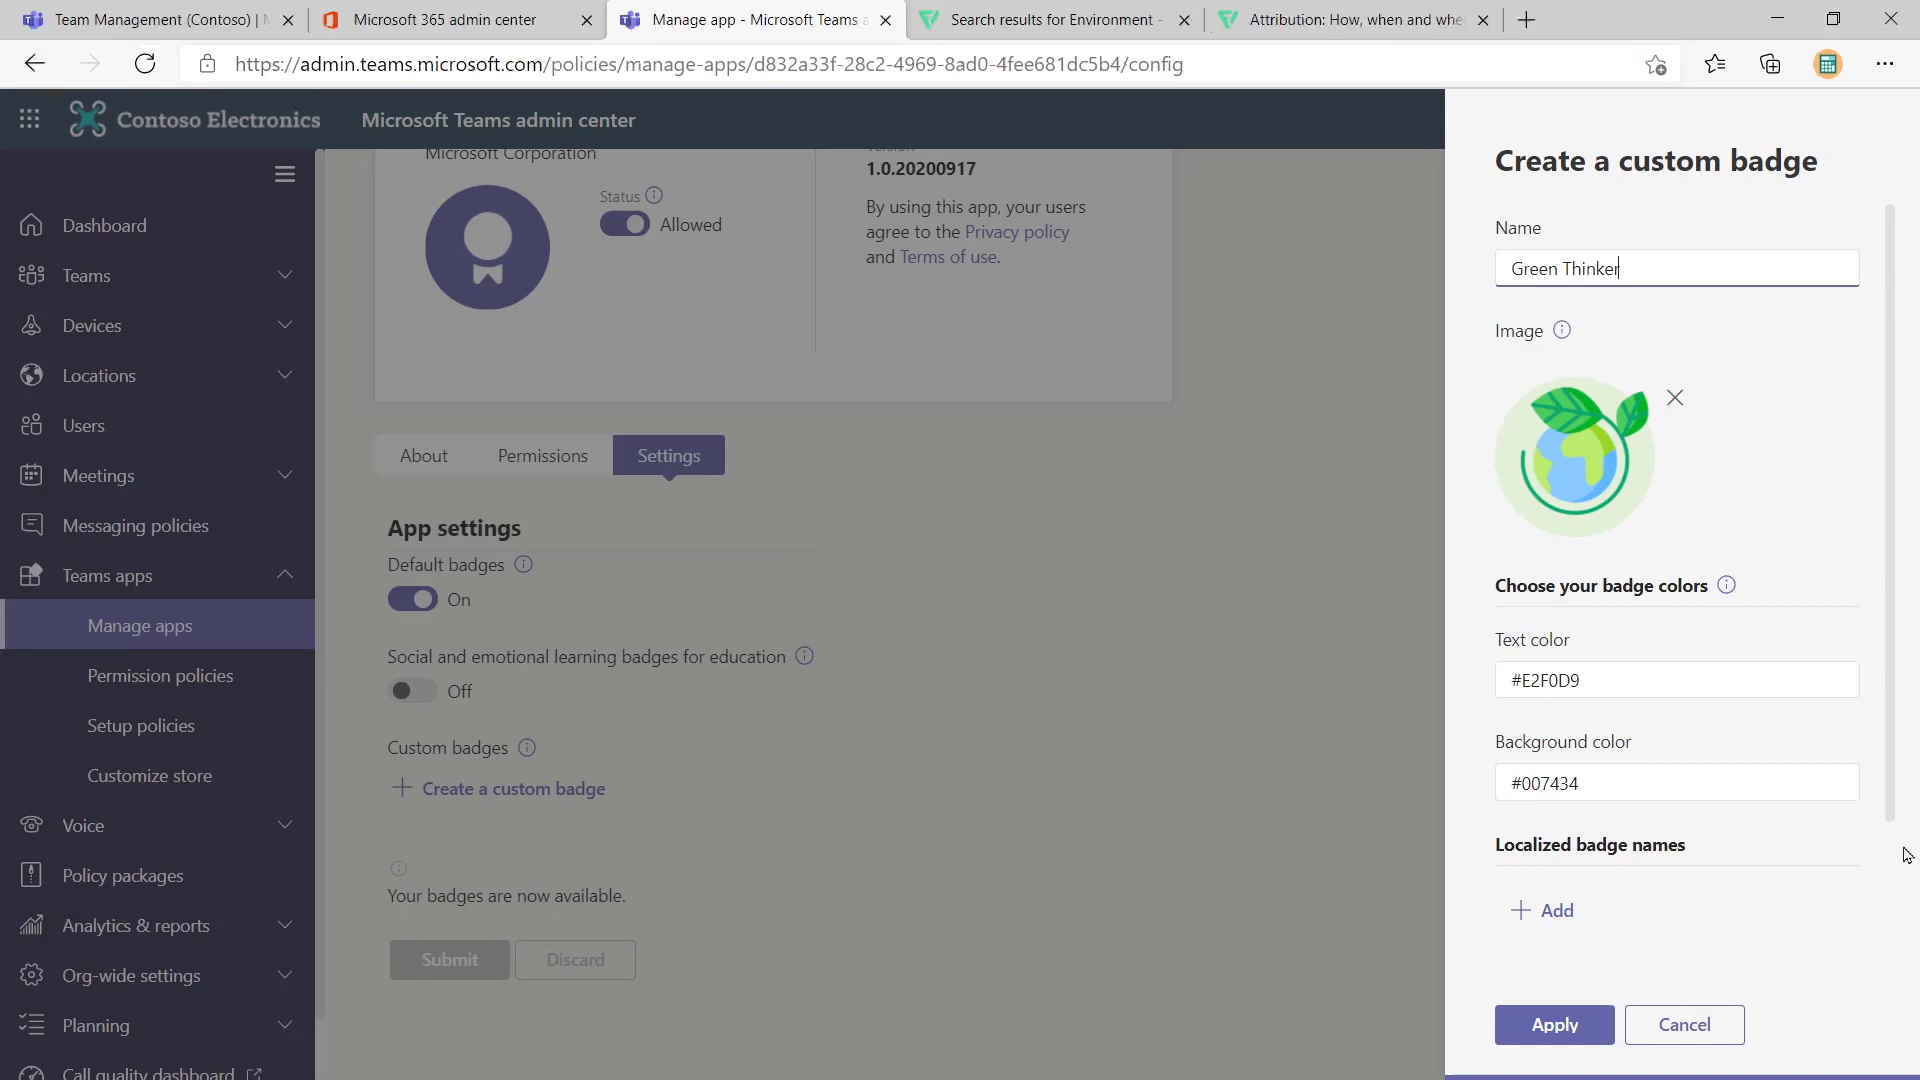 Team Management (Contoso) |
Microsoft 365 admin center
Manage app - Microsoft Teams a
Search results for Environment -
Attribution: How, when and whe
https://admin.teams.microsoft.com/policies/manage-apps/d832a33f-28c2-4969-8ad0-4fee681dc5b4/config
Contoso Electronics
Microsoft Teams admin center
Dashboard
Teams
Devices
Locations
Users
Meetings
Messaging policies
Teams apps
Manage apps
Permission policies
Setup policies
Customize store
Voice
Policy packages
Analytics & reports
Org-wide settings
Planning
Call quality dashboard
Microsoft Corporation
Status
Allowed
Version
1.0.20200917
By using this app, your users
agree to the Privacy policy
and Terms of use.
About
Permissions
Settings
App settings
Default badges
On
Social and emotional learning badges for education
Off
Custom badges
Create a custom badge
Your badges are now available.
Submit
Discard
Create a custom badge
Name
Green Thinker
Image
Choose your badge colors
Text color
#E2F0D9
Background color
#007434
Localized badge names
Add
Apply
Cancel